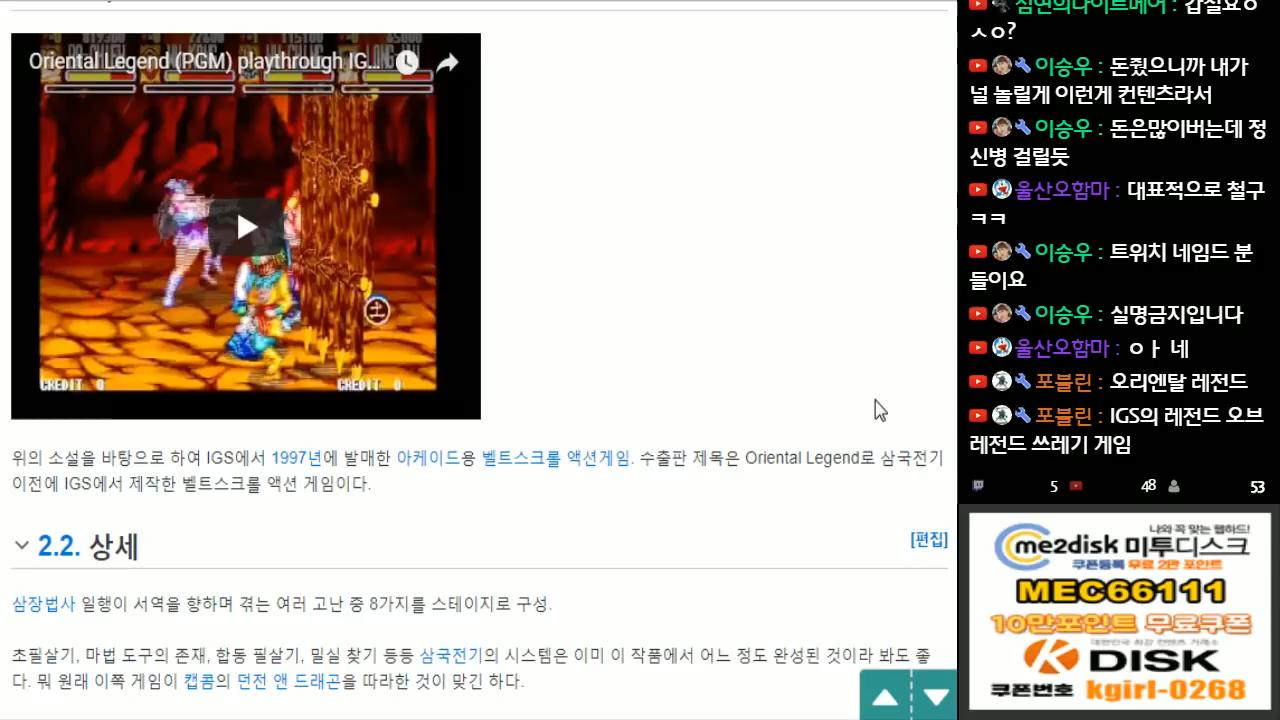 Oriental Legend (PGM) playthrough IG...
CREDIT 0
CREDIT 0
土
위의 소설을 바탕으로 하여 IGS에서 1997년에 발매한 아케이드용 벨트스크롤 액션게임. 수출판 제목은 Oriental Legend로 삼국전기
이전에 IGS에서 제작한 벨트스크롤 액션 게임이다.
2.2. 상세
[편집]
삼장법사 일행이 서역을 향하며 겪는 여러 고난 중 8가지를 스테이지로 구성.
초필살기, 마법 도구의 존재, 합동 필살기, 밀실 찾기 등등 삼국전기의 시스템은 이미 이 작품에서 어느 정도 완성된 것이라 봐도 좋
다. 뭐 원래 이쪽 게임이 캡콤의 던전 앤 드래곤을 따라한 것이 맞긴 하다.
ㅅㅇ?
이승우 : 돈줬으니까 내가
널 놀릴게 이런게 컨텐츠라서
이승우 : 돈은많이버는데 정
신병 걸릴듯
울산오함마 : 대표적으로 철구
ㅋㅋ
이승우 : 트위치 네임드 분
들이요
이승우 : 실명금지입니다
울산오함마 : ㅇㅏ 네
포블린 : 오리엔탈 레전드
포블린 : IGS의 레전드 오브
레전드 쓰레기 게임
5 48 53
나와 꼭 맞는 웹하드!
me2disk 미투디스크
쿠폰등록 무료 2만 포인트
MEC66111
10만포인트 무료쿠폰
대한민국 최강 컨텐츠 거래소
K DISK
쿠폰번호 kgirl-0268